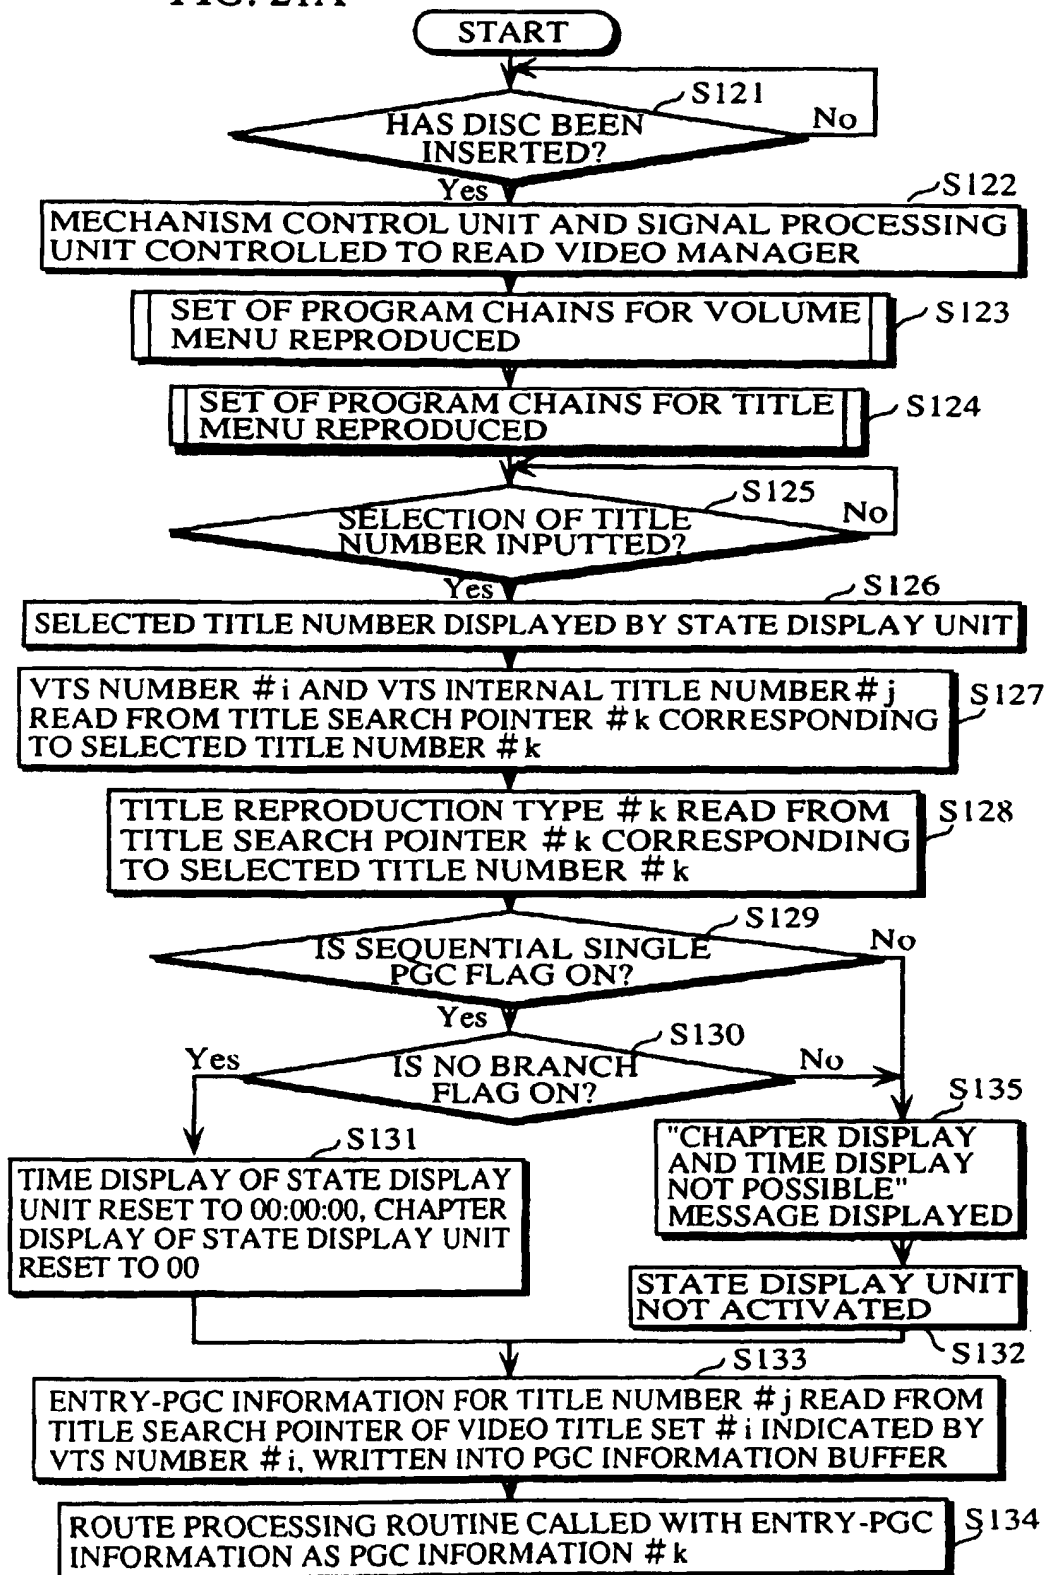 FIG. 21A
START
S121
HAS DISC BEEN
INSERTED?
No
Yes
S122
MECHANISM CONTROL UNIT AND SIGNAL PROCESSING
UNIT CONTROLLED TO READ VIDEO MANAGER
SET OF PROGRAM CHAINS FOR VOLUME
MENU REPRODUCED
S123
SET OF PROGRAM CHAINS FOR TITLE
MENU REPRODUCED
S124
S125
SELECTION OF TITLE
NUMBER INPUTTED?
No
Yes
S126
SELECTED TITLE NUMBER DISPLAYED BY STATE DISPLAY UNIT
VTS NUMBER #i AND VTS INTERNAL TITLE NUMBER #j
READ FROM TITLE SEARCH POINTER #k CORRESPONDING
TO SELECTED TITLE NUMBER #k
S127
TITLE REPRODUCTION TYPE #k READ FROM
TITLE SEARCH POINTER #k CORRESPONDING
TO SELECTED TITLE NUMBER #k
S128
S129
IS SEQUENTIAL SINGLE
PGC FLAG ON?
No
Yes
S130
IS NO BRANCH
FLAG ON?
Yes
No
S131
TIME DISPLAY OF STATE DISPLAY
UNIT RESET TO 00:00:00, CHAPTER
DISPLAY OF STATE DISPLAY UNIT
RESET TO 00
S135
"CHAPTER DISPLAY
AND TIME DISPLAY
NOT POSSIBLE"
MESSAGE DISPLAYED
STATE DISPLAY UNIT
NOT ACTIVATED
S132
S133
ENTRY-PGC INFORMATION FOR TITLE NUMBER #j READ FROM
TITLE SEARCH POINTER OF VIDEO TITLE SET #i INDICATED BY
VTS NUMBER #i, WRITTEN INTO PGC INFORMATION BUFFER
ROUTE PROCESSING ROUTINE CALLED WITH ENTRY-PGC
INFORMATION AS PGC INFORMATION #k
S134